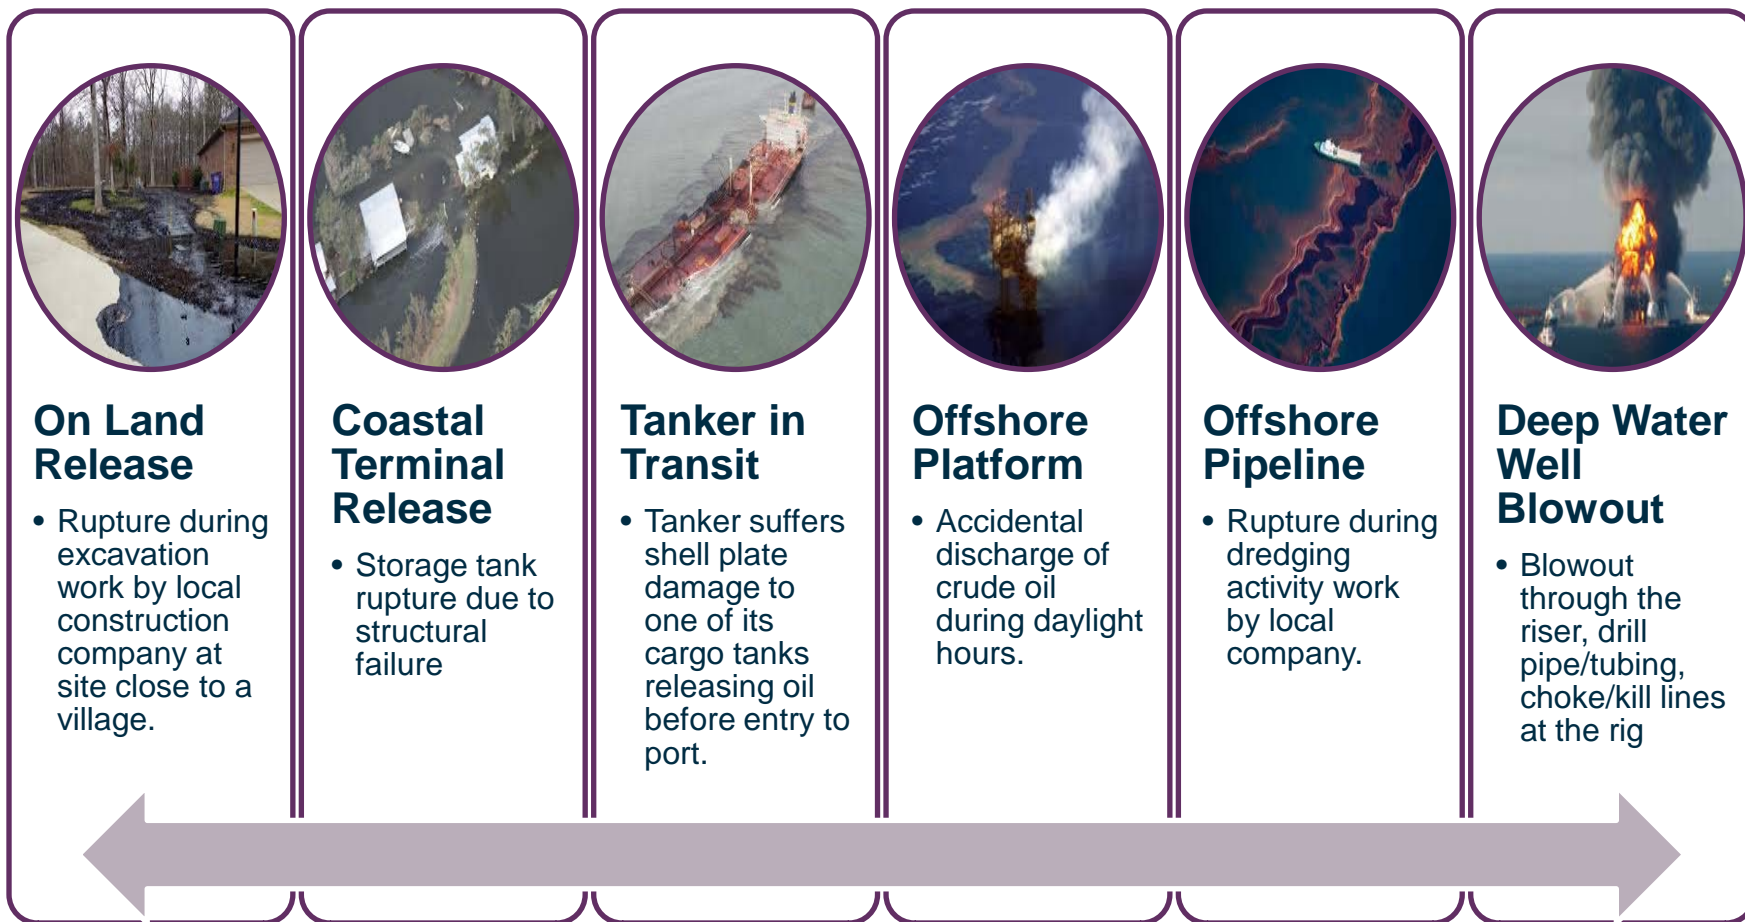 On Land
Release
• Rupture during
excavation
work by local
construction
company at
site close to a
village.
Coastal
Terminal
Release
• Storage tank
rupture due to
structural
failure
Tanker in
Transit
• Tanker suffers
shell plate
damage to
one of its
cargo tanks
releasing oil
before entry to
port.
Offshore
Platform
• Accidental
discharge of
crude oil
during daylight
hours.
Offshore
Pipeline
• Rupture during
dredging
activity work
by local
company.
Deep Water
Well
Blowout
• Blowout
through the
riser, drill
pipe/tubing,
choke/kill lines
at the rig